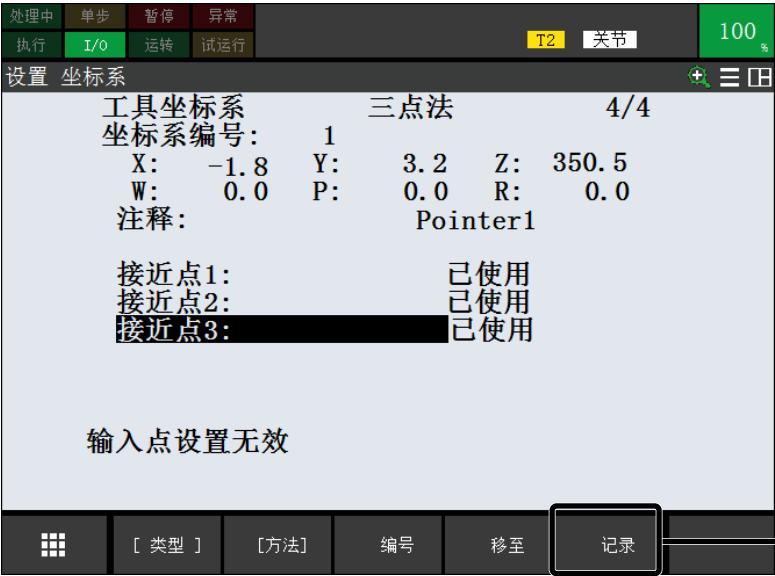 处理中 单步 暂停 异常
执行 I/O 运转 试运行 T2 关节 100 %
设置 坐标系
工具坐标系 三点法 4/4
坐标系编号: 1
X: -1.8 Y: 3.2 Z: 350.5
W: 0.0 P: 0.0 R: 0.0
注释: Pointer1
接近点1: 已使用
接近点2: 已使用
接近点3: 已使用
输入点设置无效
[ 类型 ] [方法] 编号 移至 记录